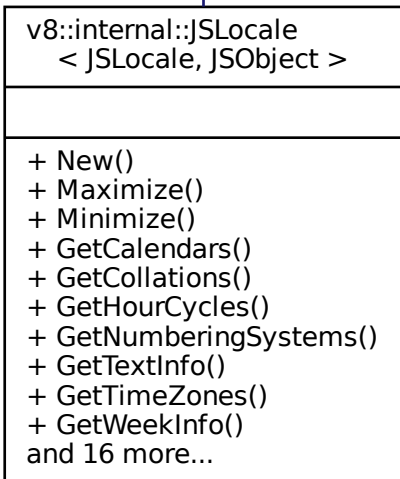 v8::internal::JSLocale
< JSLocale, JSObject >
+ New()
+ Maximize()
+ Minimize()
+ GetCalendars()
+ GetCollations()
+ GetHourCycles()
+ GetNumberingSystems()
+ GetTextInfo()
+ GetTimeZones()
+ GetWeekInfo()
and 16 more...